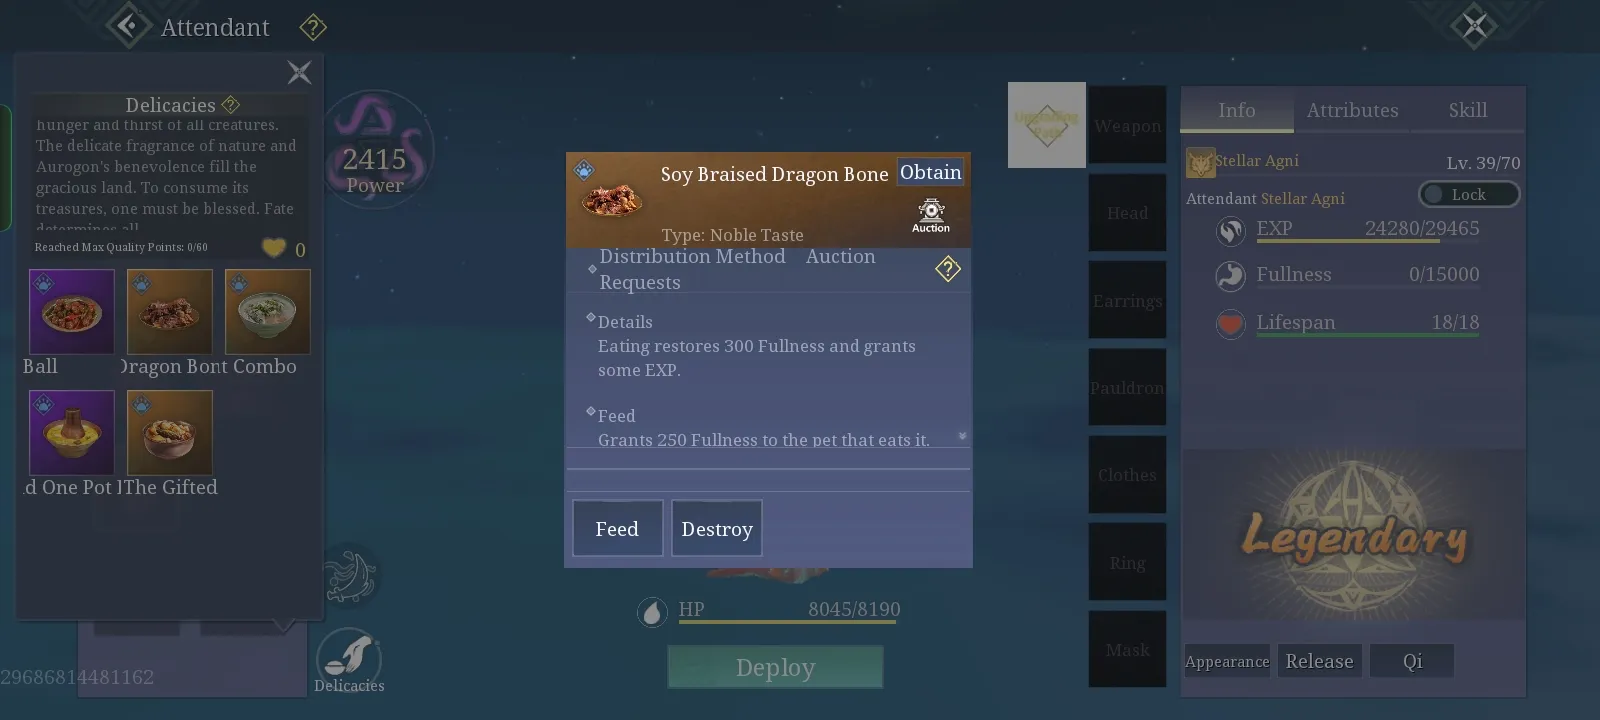 Attendant
Delicacies
hunger and thirst of all creatures.
The delicate fragrance of nature and
Aurogon's benevolence fill the
gracious land. To consume its
treasures, one must be blessed. Fate
determines all
Reached Max Quality Points: 0/60
0
Ball
Dragon Bon
t Combo
d One Pot
The Gifted
2415
Power
Soy Braised Dragon Bone
Obtain
Auction
Type: Noble Taste
Distribution Method Auction
Requests
Details
Eating restores 300 Fullness and grants
some EXP.
Feed
Grants 250 Fullness to the pet that eats it.
Feed
Destroy
HP 8045/8190
Deploy
Delicacies
29686814481162
Upgrading
Path
Weapon
Head
Earrings
Pauldron
Clothes
Ring
Mask
Info
Attributes
Skill
Stellar Agni
Lv. 39/70
Attendant Stellar Agni
Lock
EXP 24280/29465
Fullness 0/15000
Lifespan 18/18
Legendary
Appearance
Release
Qi